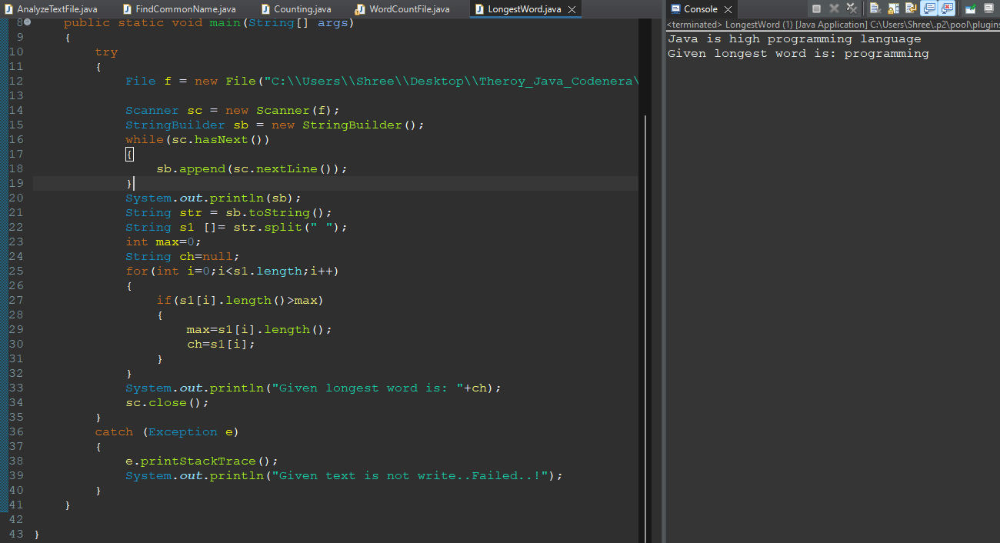 AnalyzeTextFile.java FindCommonName.java Counting.java WordCountFile.java LongestWord.java
8 public static void main(String[] args)
9 {
10 try
11 {
12 File f = new File("C:\\Users\\Shree\\Desktop\\Theroy_Java_Codenera\
13
14 Scanner sc = new Scanner(f);
15 StringBuilder sb = new StringBuilder();
16 while(sc.hasNext())
17 {
18 sb.append(sc.nextLine());
19 }
20 System.out.println(sb);
21 String str = sb.toString();
22 String s1 []= str.split(" ");
23 int max=0;
24 String ch=null;
25 for(int i=0;i<s1.length;i++)
26 {
27 if(s1[i].length()>max)
28 {
29 max=s1[i].length();
30 ch=s1[i];
31 }
32 }
33 System.out.println("Given longest word is: "+ch);
34 sc.close();
35 }
36 catch (Exception e)
37 {
38 e.printStackTrace();
39 System.out.println("Given text is not write..Failed..!");
40 }
41 }
42
43 }
Console
<terminated> LongestWord (1) [Java Application] C:\Users\Shree\.p2\pool\plugins
Java is high programming language
Given longest word is: programming